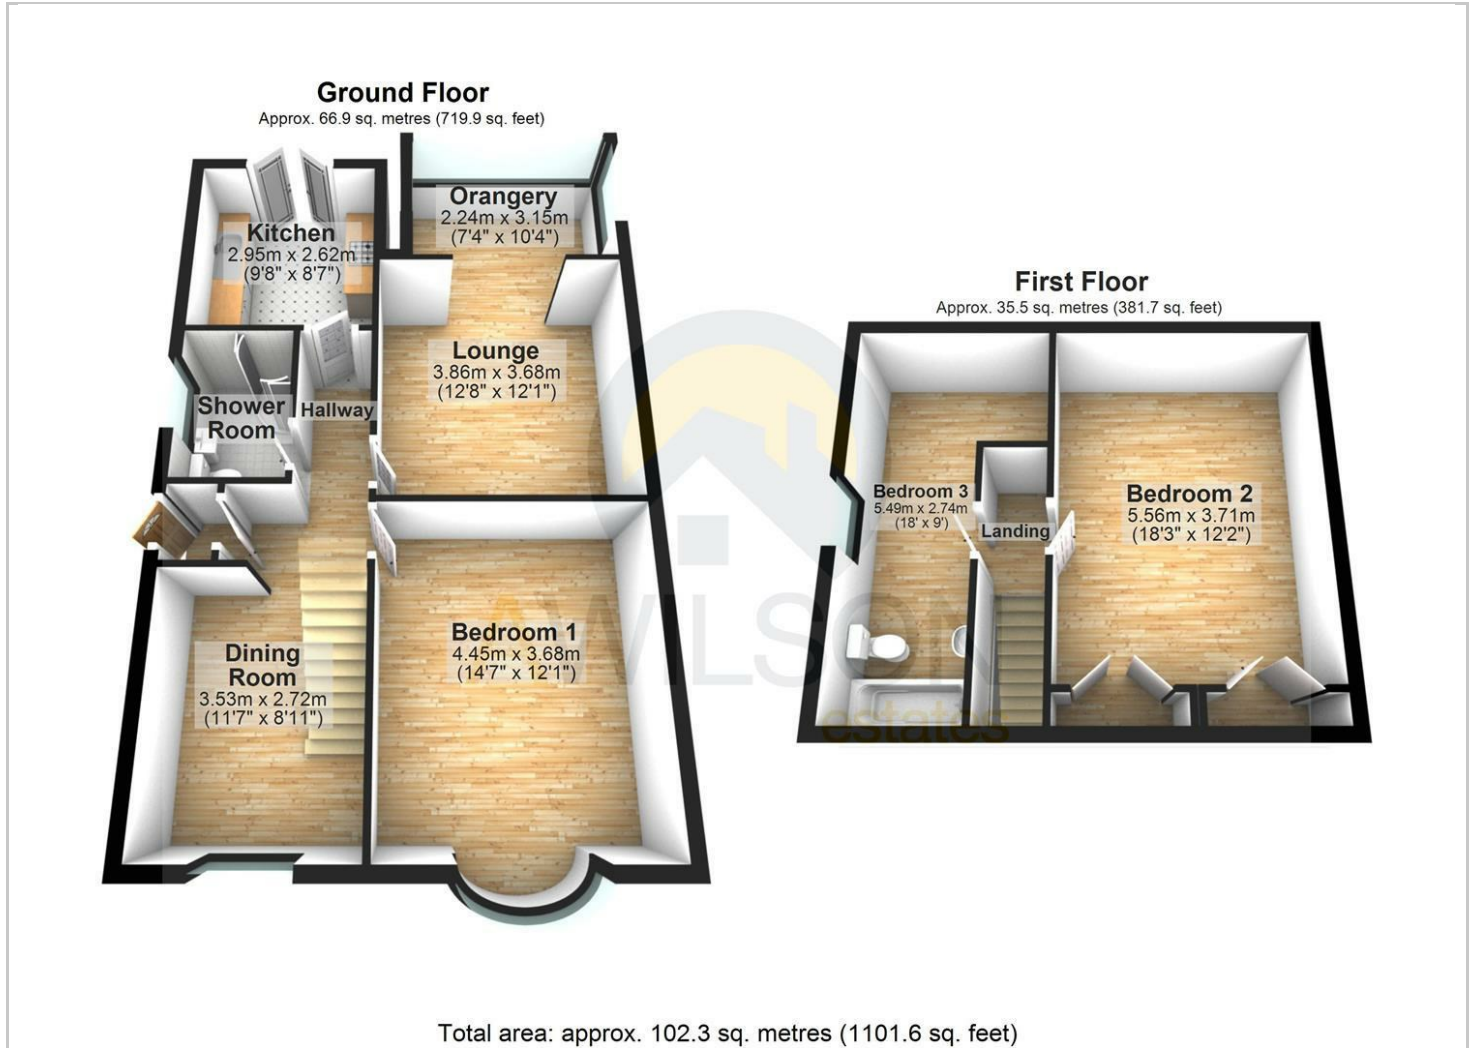 Ground Floor
Approx. 66.9 sq. metres (719.9 sq. feet)
Orangery
2.24m x 3.15m
(7'4" x 10'4")
Kitchen
2.95m x 2.62m
(9'8" x 8'7")
Lounge
3.86m x 3.68m
(12'8" x 12'1")
Shower
Room
Hallway
Bedroom 1
4.45m x 3.68m
(14'7" x 12'1")
Dining
Room
3.53m x 2.72m
(11'7" x 8'11")
First Floor
Approx. 35.5 sq. metres (381.7 sq. feet)
Bedroom 3
5.49m x 2.74m
(18' x 9')
Landing
Bedroom 2
5.56m x 3.71m
(18'3" x 12'2")
AWILSON
estates
Total area: approx. 102.3 sq. metres (1101.6 sq. feet)